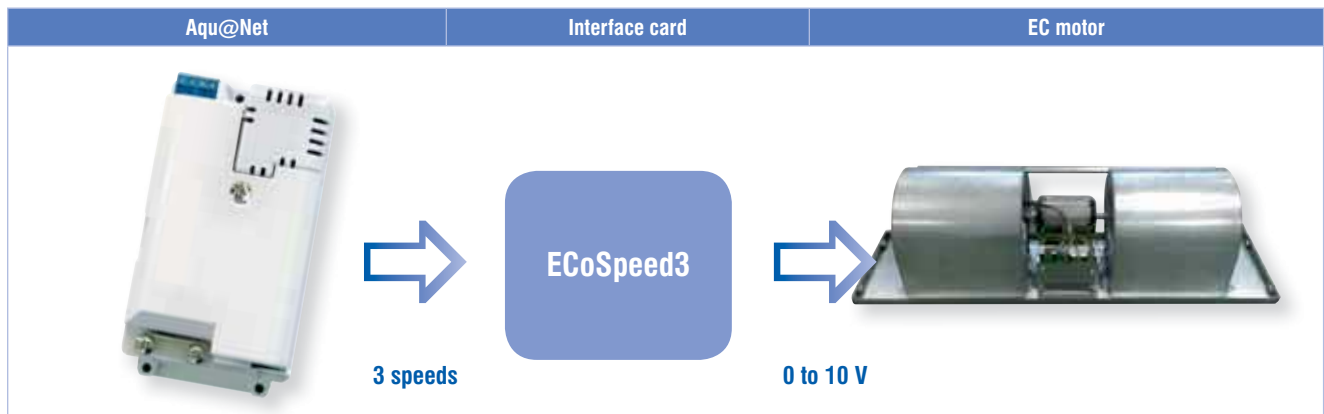 Aqu@Net
Interface card
EC motor
ECoSpeed3
3 speeds
0 to 10 V